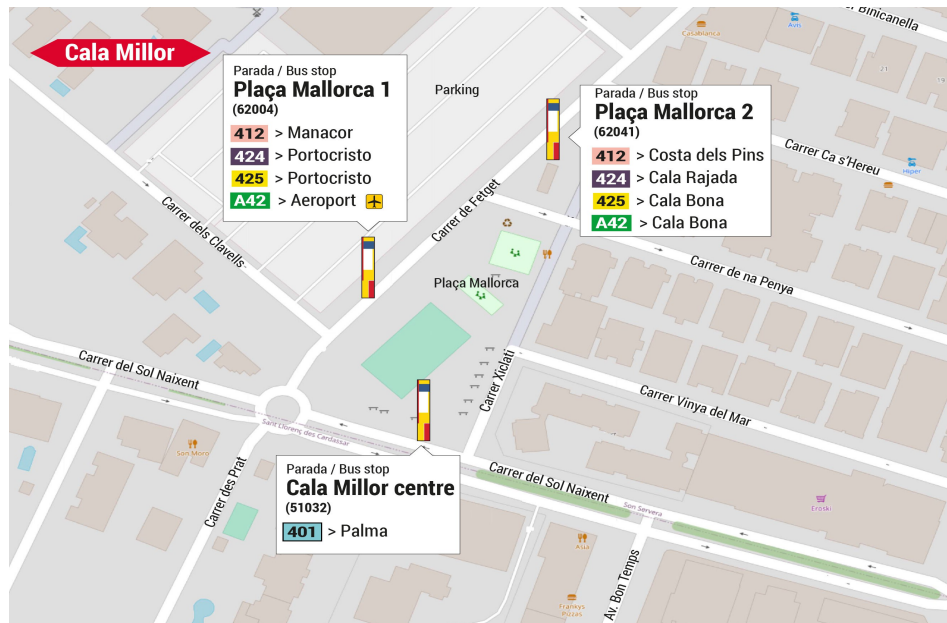 Cala Millor
Parada / Bus stop
Plaça Mallorca 1
(62004)
412 > Manacor
424 > Portocristo
425 > Portocristo
A42 > Aeroport
Parada / Bus stop
Plaça Mallorca 2
(62041)
412 > Costa dels Pins
424 > Cala Rajada
425 > Cala Bona
A42 > Cala Bona
Parada / Bus stop
Cala Millor centre
(51032)
401 > Palma
Parking
Casablanca
Avis
Binicanella
21
Carrer Ca s'Hereu
Hiper
Carrer de Fetget
Carrer dels Clavells
Plaça Mallorca
Carrer de na Penya
Carrer del Sol Naixent
Carrer Xiclati
Carrer Vinya del Mar
Sant Llorenç des Cardassar
Son Moro
Carrer des Prat
Carrer del Sol Naixent
Son Servera
Eroski
Asia
Av. Bon Temps
Frankys
Pizzas